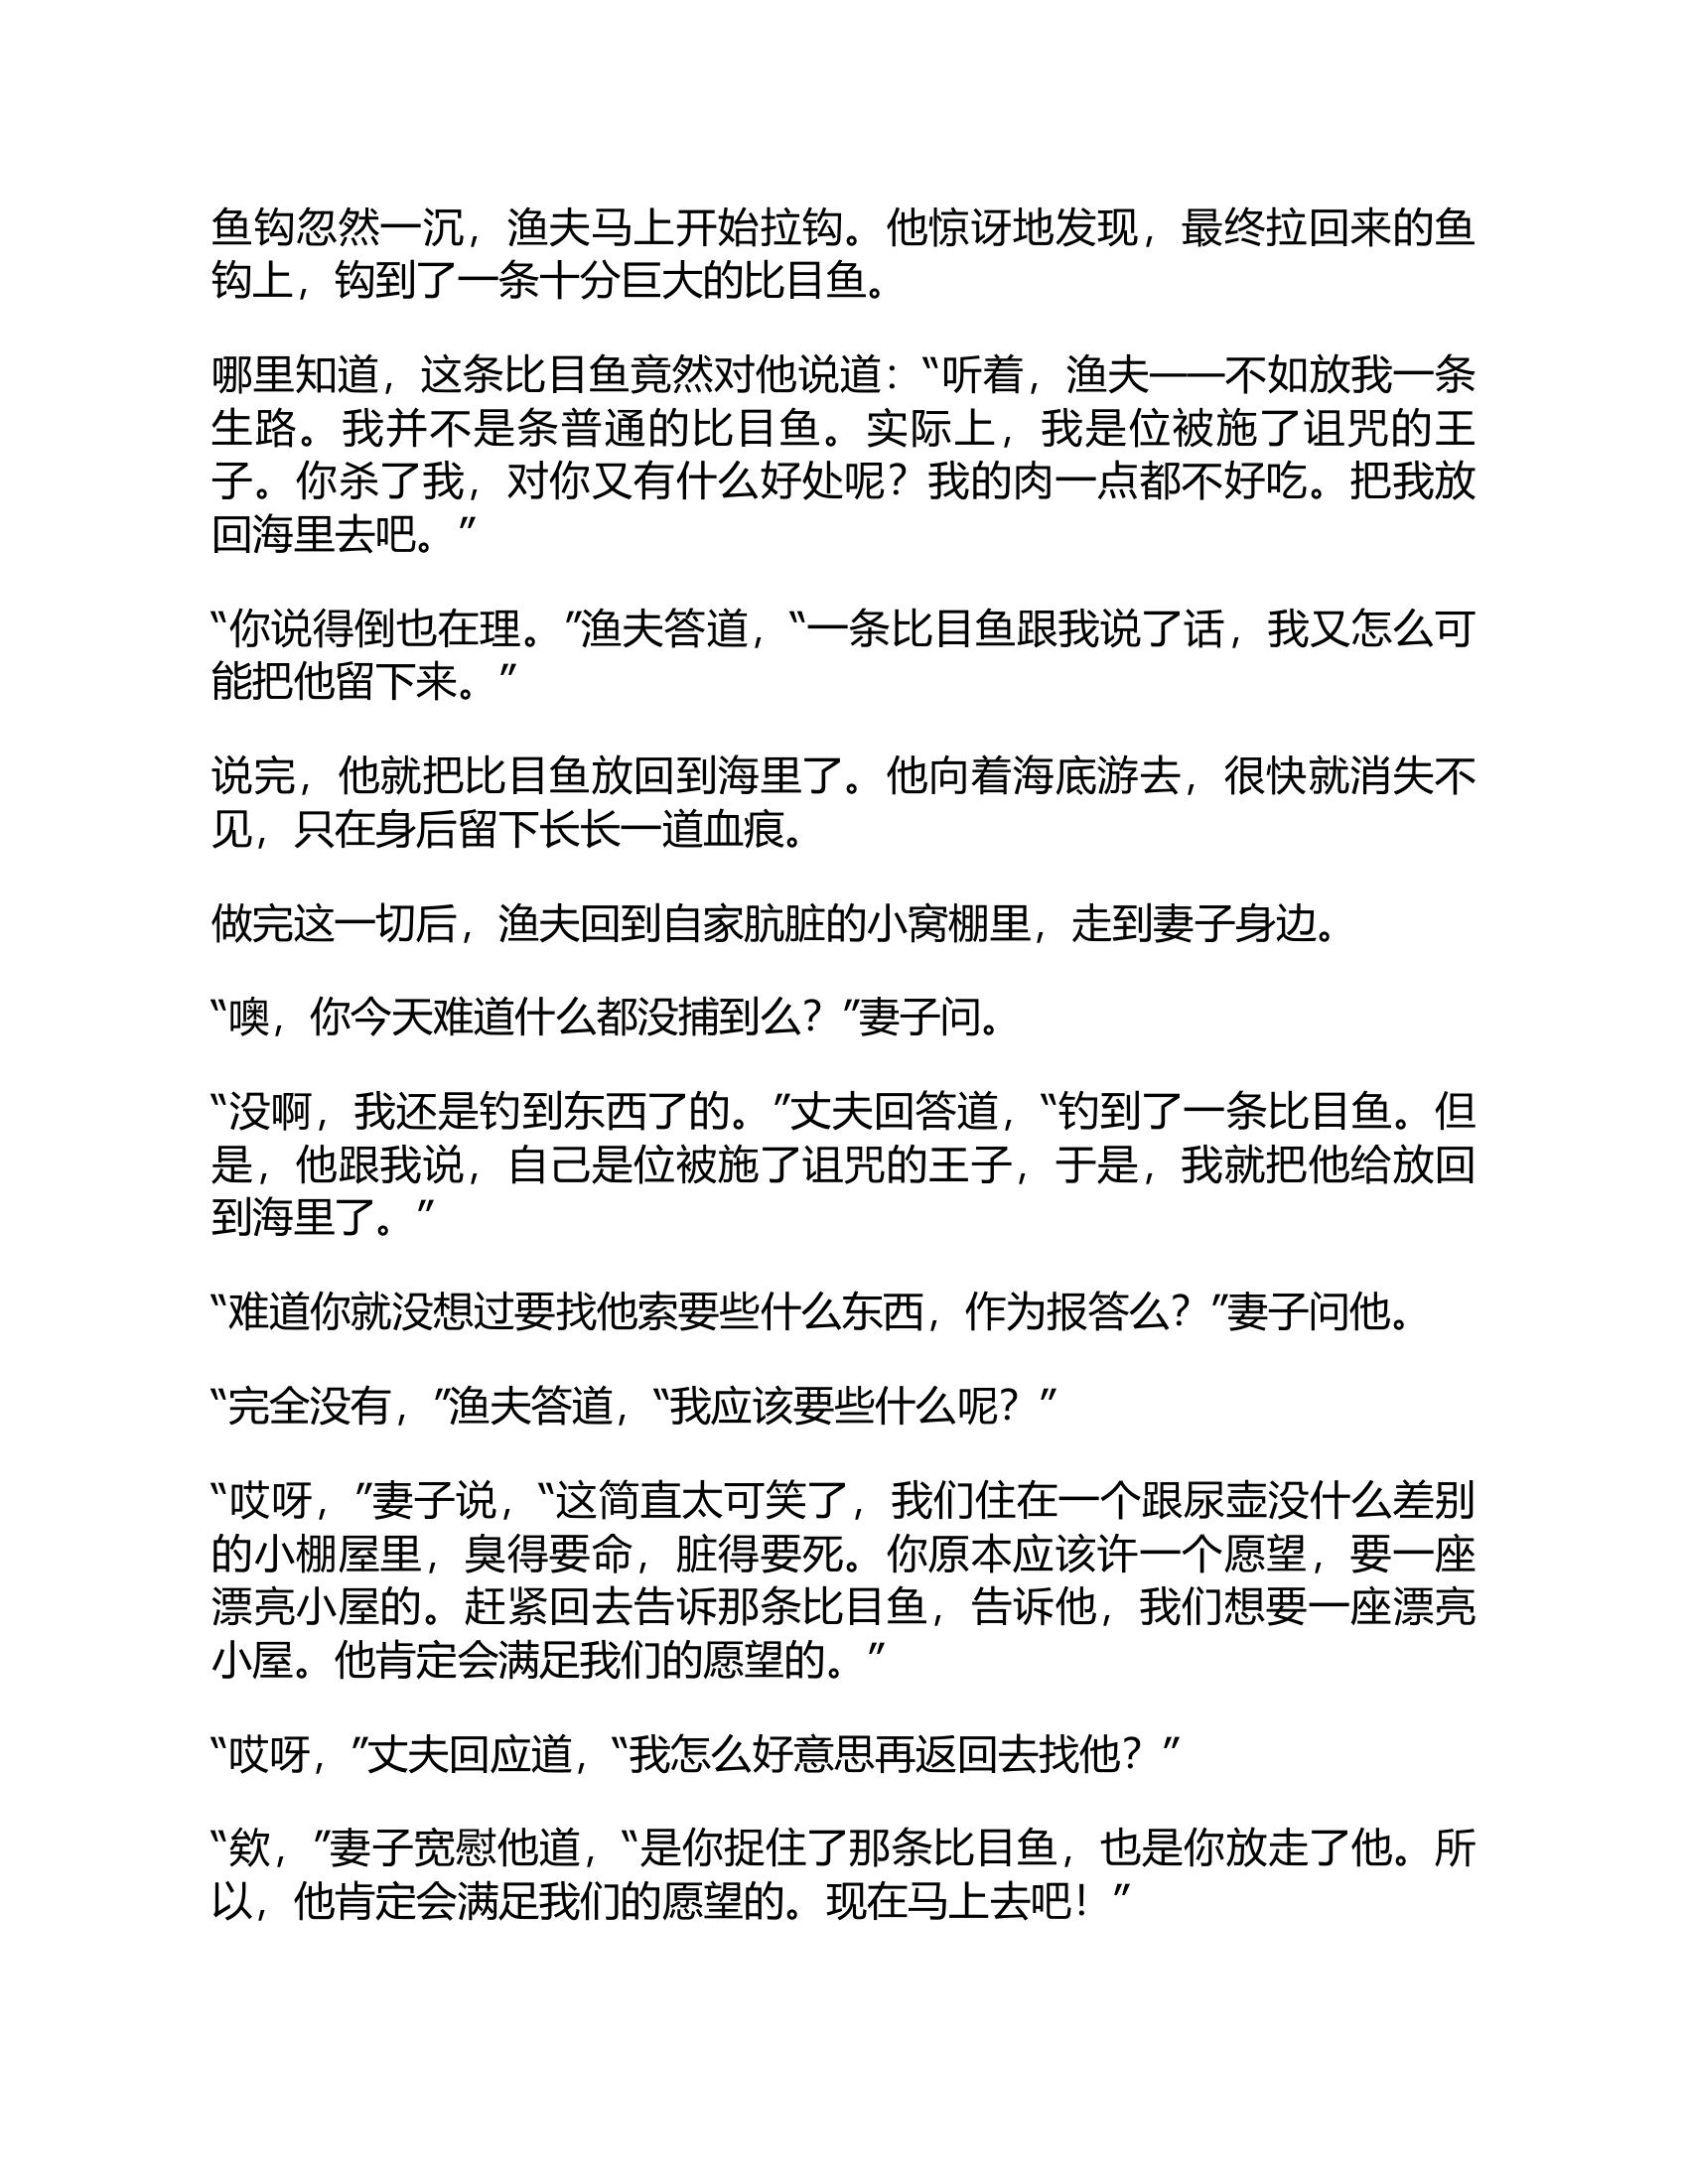 鱼钩忽然一沉，渔夫马上开始拉钩。他惊讶地发现，最终拉回来的鱼
钩上，钩到了一条十分巨大的比目鱼。
哪里知道，这条比目鱼竟然对他说道：“听着，渔夫——不如放我一条
生路。我并不是条普通的比目鱼。实际上，我是位被施了诅咒的王
子。你杀了我，对你又有什么好处呢？我的肉一点都不好吃。把我放
回海里去吧。”
“你说得倒也在理。”渔夫答道，“一条比目鱼跟我说了话，我又怎么可
能把他留下来。”
说完，他就把比目鱼放回到海里了。他向着海底游去，很快就消失不
见，只在身后留下长长一道血痕。
做完这一切后，渔夫回到自家肮脏的小窝棚里，走到妻子身边。
“噢，你今天难道什么都没捕到么？”妻子问。
“没啊，我还是钓到东西了的。”丈夫回答道，“钓到了一条比目鱼。但
是，他跟我说，自己是位被施了诅咒的王子，于是，我就把他给放回
到海里了。”
“难道你就没想过要找他索要些什么东西，作为报答么？”妻子问他。
“完全没有，”渔夫答道，“我应该要些什么呢？”
“哎呀，”妻子说，“这简直太可笑了，我们住在一个跟尿壶没什么差别
的小棚屋里，臭得要命，脏得要死。你原本应该许一个愿望，要一座
漂亮小屋的。赶紧回去告诉那条比目鱼，告诉他，我们想要一座漂亮
小屋。他肯定会满足我们的愿望的。”
“哎呀，”丈夫回应道，“我怎么好意思再返回去找他？”
“欸，”妻子宽慰他道，“是你捉住了那条比目鱼，也是你放走了他。所
以，他肯定会满足我们的愿望的。现在马上去吧！”